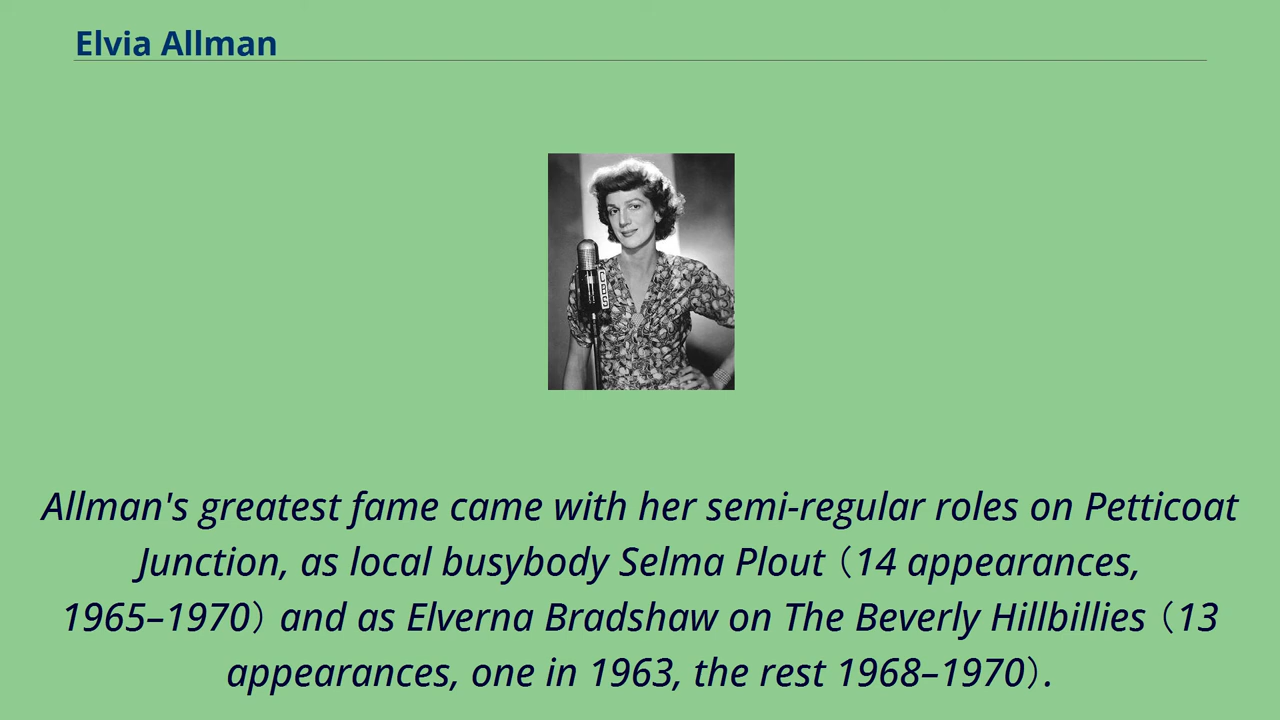 Elvia Allman
CBS
Allman's greatest fame came with her semi-regular roles on Petticoat
Junction, as local busybody Selma Plout（14 appearances,
1965–1970）and as Elverna Bradshaw on The Beverly Hillbillies（13
appearances, one in 1963, the rest 1968–1970）.